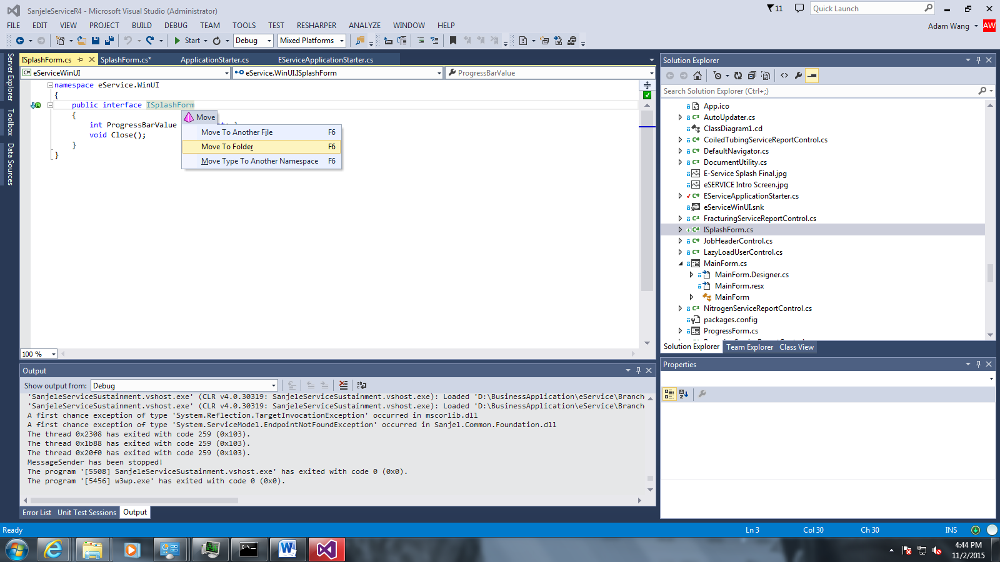 SanjeleServiceR4 - Microsoft Visual Studio (Administrator)
11
Quick Launch
FILE EDIT VIEW PROJECT BUILD DEBUG TEAM TOOLS TEST RESHARPER ANALYZE WINDOW HELP
Adam Wang AW
Start Debug Mixed Platforms
Server Explorer
Toolbox
Data Sources
ISplashForm.cs SplashForm.cs* ApplicationStarter.cs EServiceApplicationStarter.cs
C# eServiceWinUI eService.WinUI.ISplashForm ProgressBarValue
namespace eService.WinUI
{
public interface ISplashForm
{
int ProgressBarValue
void Close();
}
}
Move
Move To Another File F6
Move To Folder F6
Move Type To Another Namespace F6
100 %
Output
Show output from: Debug
'SanjeleServiceSustainment.vshost.exe' (CLR v4.0.30319: SanjeleServiceSustainment.vshost.exe): Loaded 'D:\BusinessApplication\eService\Branche
'SanjeleServiceSustainment.vshost.exe' (CLR v4.0.30319: SanjeleServiceSustainment.vshost.exe): Loaded 'D:\BusinessApplication\eService\Branche
A first chance exception of type 'System.Reflection.TargetInvocationException' occurred in mscorlib.dll
A first chance exception of type 'System.ServiceModel.EndpointNotFoundException' occurred in Sanjel.Common.Foundation.dll
The thread 0x2308 has exited with code 259 (0x103).
The thread 0x1b88 has exited with code 259 (0x103).
The thread 0x20f0 has exited with code 259 (0x103).
MessageSender has been stopped!
The program '[5508] SanjeleServiceSustainment.vshost.exe' has exited with code 0 (0x0).
The program '[5456] w3wp.exe' has exited with code 0 (0x0).
Error List Unit Test Sessions Output
Solution Explorer
Search Solution Explorer (Ctrl+;)
App.ico
C# AutoUpdater.cs
ClassDiagram1.cd
C# CoiledTubingServiceReportControl.cs
C# DefaultNavigator.cs
C# DocumentUtility.cs
E-Service Splash Final.jpg
eSERVICE Intro Screen.jpg
C# EServiceApplicationStarter.cs
eServiceWinUI.snk
C# FracturingServiceReportControl.cs
C# ISplashForm.cs
C# JobHeaderControl.cs
C# LazyLoadUserControl.cs
MainForm.cs
MainForm.Designer.cs
MainForm.resx
MainForm
C# NitrogenServiceReportControl.cs
packages.config
ProgressForm.cs
Solution Explorer Team Explorer Class View
Properties
Ready Ln 3 Col 30 Ch 30 INS
4:44 PM
11/2/2015